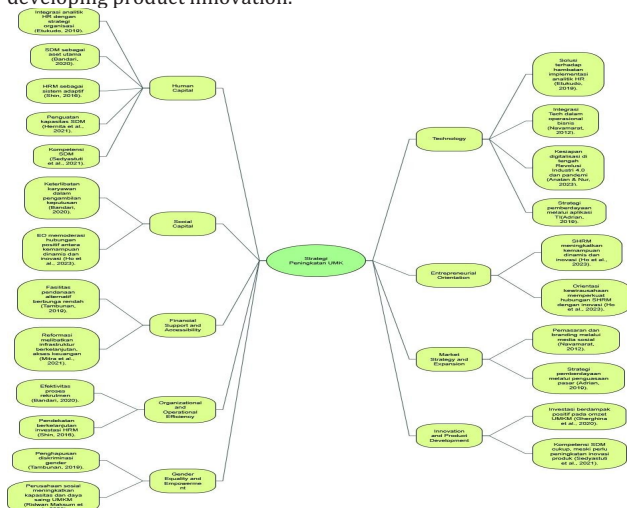 developing product innovation.
Integrasi analitik
HR dengan
strategi
organisasi
(Etukudo, 2019).
SDM sebagai
aset utama
(Bandari,
2020).
HRM sebagai
sistem adaptif
(Shin, 2016).
Penguatan
kapasitas SDM
(Hernita et al.,
2021).
Kompetensi
SDM
(Sedyastuti
et al., 2021).
Human
Capital
Keterlibatan
karyawan
dalam
pengambilan
keputusan
(Bandari,
2020).
EO memoderasi
hubungan
positif antara
kemampuan
dinamis dan
inovasi (Ho et
al., 2023).
Social
Capital
Fasilitas
pendanaan
alternatif
berbunga rendah
(Tambunan,
2019).
Reformasi
melibatkan
infrastruktur
berkelanjutan,
akses keuangan
(Mitra et al.,
2021).
Financial
Support and
Accessibility
Efektivitas
proses
rekrutmen
(Bandari, 2020).
Pendekatan
berkelanjutan
investasi HRM
(Shin, 2016).
Organizational
and
Operational
Efficiency
Penghapusan
diskriminasi
gender
(Tambunan, 2019).
Perusahaan sosial
meningkatkan
kapasitas dan daya
saing UMKM
(Ridwan Maksum et
Gender
Equality and
Empowerme
nt
Strategi
Peningkatan UMK
Technology
Solusi
terhadap
hambatan
implementasi
analitik HR
(Etukudo,
2019).
Integrasi
Tech dalam
operasional
bisnis
(Navamarat,
2012).
Kesiapan
digitalisasi di
tengah
Revolusi
Industri 4.0
dan pandemi
(Anatan & Nur,
2023).
Strategi
pemberdayaan
melalui aplikasi
TI(Adrian,
2019).
Entrepreneurial
Orientation
SHRM
meningkatkan
kemampuan
dinamis dan
inovasi (Ho et al.,
2023).
Orientasi
kewirausahaan
memperkuat
hubungan SHRM
dengan inovasi (Ho
et al., 2023).
Market
Strategy and
Expansion
Pemasaran dan
branding melalui
media sosial
(Navamarat,
2012).
Strategi
pemberdayaan
melalui penguasaan
pasar (Adrian,
2019).
Innovation
and Product
Development
Investasi berdampak
positif pada omzet
UMKM (Gherghina
et al., 2020).
Kompetensi SDM
cukup, meski perlu
peningkatan inovasi
produk (Sedyastuti
et al., 2021).